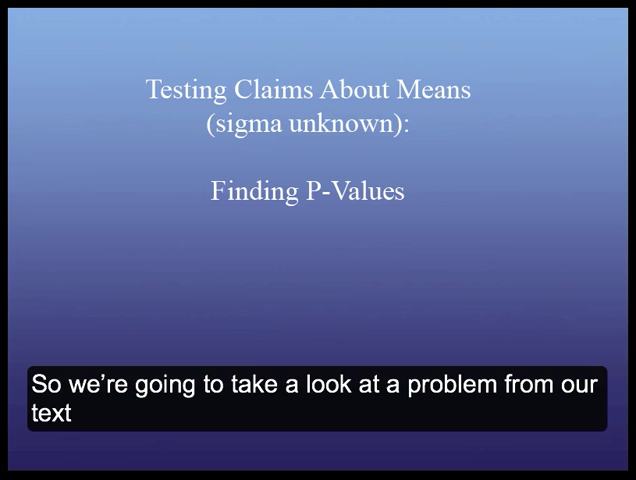 Testing Claims About Means
(sigma unknown):
Finding P-Values
So we’re going to take a look at a problem from our
text